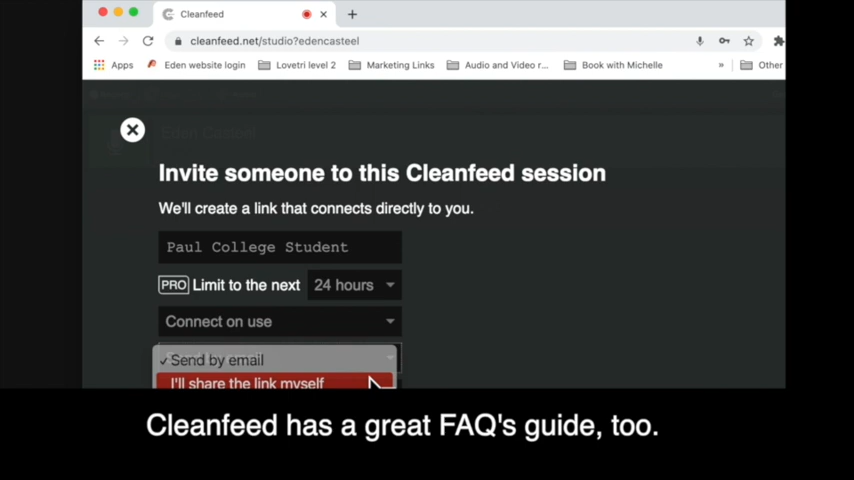 Cleanfeed
cleanfeed.net/studio?edencasteel
Apps
Eden website login
Lovetri level 2
Marketing Links
Audio and Video r...
Book with Michelle
»
Other
Eden Casteel
Invite someone to this Cleanfeed session
We'll create a link that connects directly to you.
Paul College Student
PRO Limit to the next 24 hours
Connect on use
✓Send by email
I'll share the link myself
Cleanfeed has a great FAQ's guide, too.